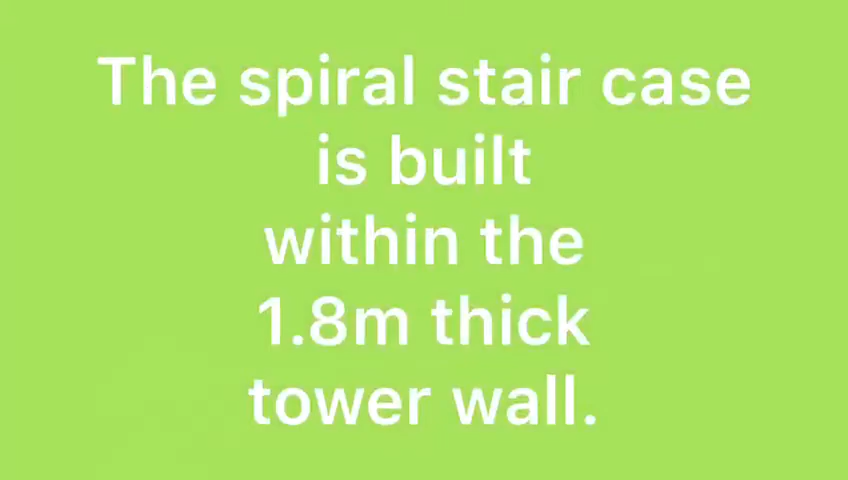 The spiral stair case
is built
within the
1.8m thick
tower wall.